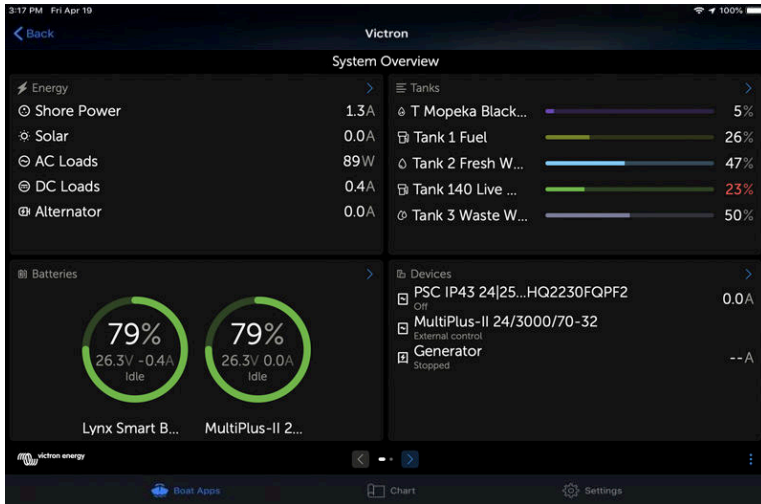 3:17 PM Fri Apr 19
100%
Back
Victron
System Overview
Energy
Shore Power 1.3A
Solar 0.0A
AC Loads 89W
DC Loads 0.4A
Alternator 0.0A
Tanks
T Mopeka Black... 5%
Tank 1 Fuel 26%
Tank 2 Fresh W... 47%
Tank 140 Live ... 23%
Tank 3 Waste W... 50%
Batteries
79%
26.3V -0.4A
Idle
Lynx Smart B...
79%
26.3V 0.0A
Idle
MultiPlus-II 2...
Devices
PSC IP43 24|25...HQ2230FQPF2 0.0A
Off
MultiPlus-II 24/3000/70-32
External control
Generator --A
Stopped
victron energy
Boat Apps
Chart
Settings